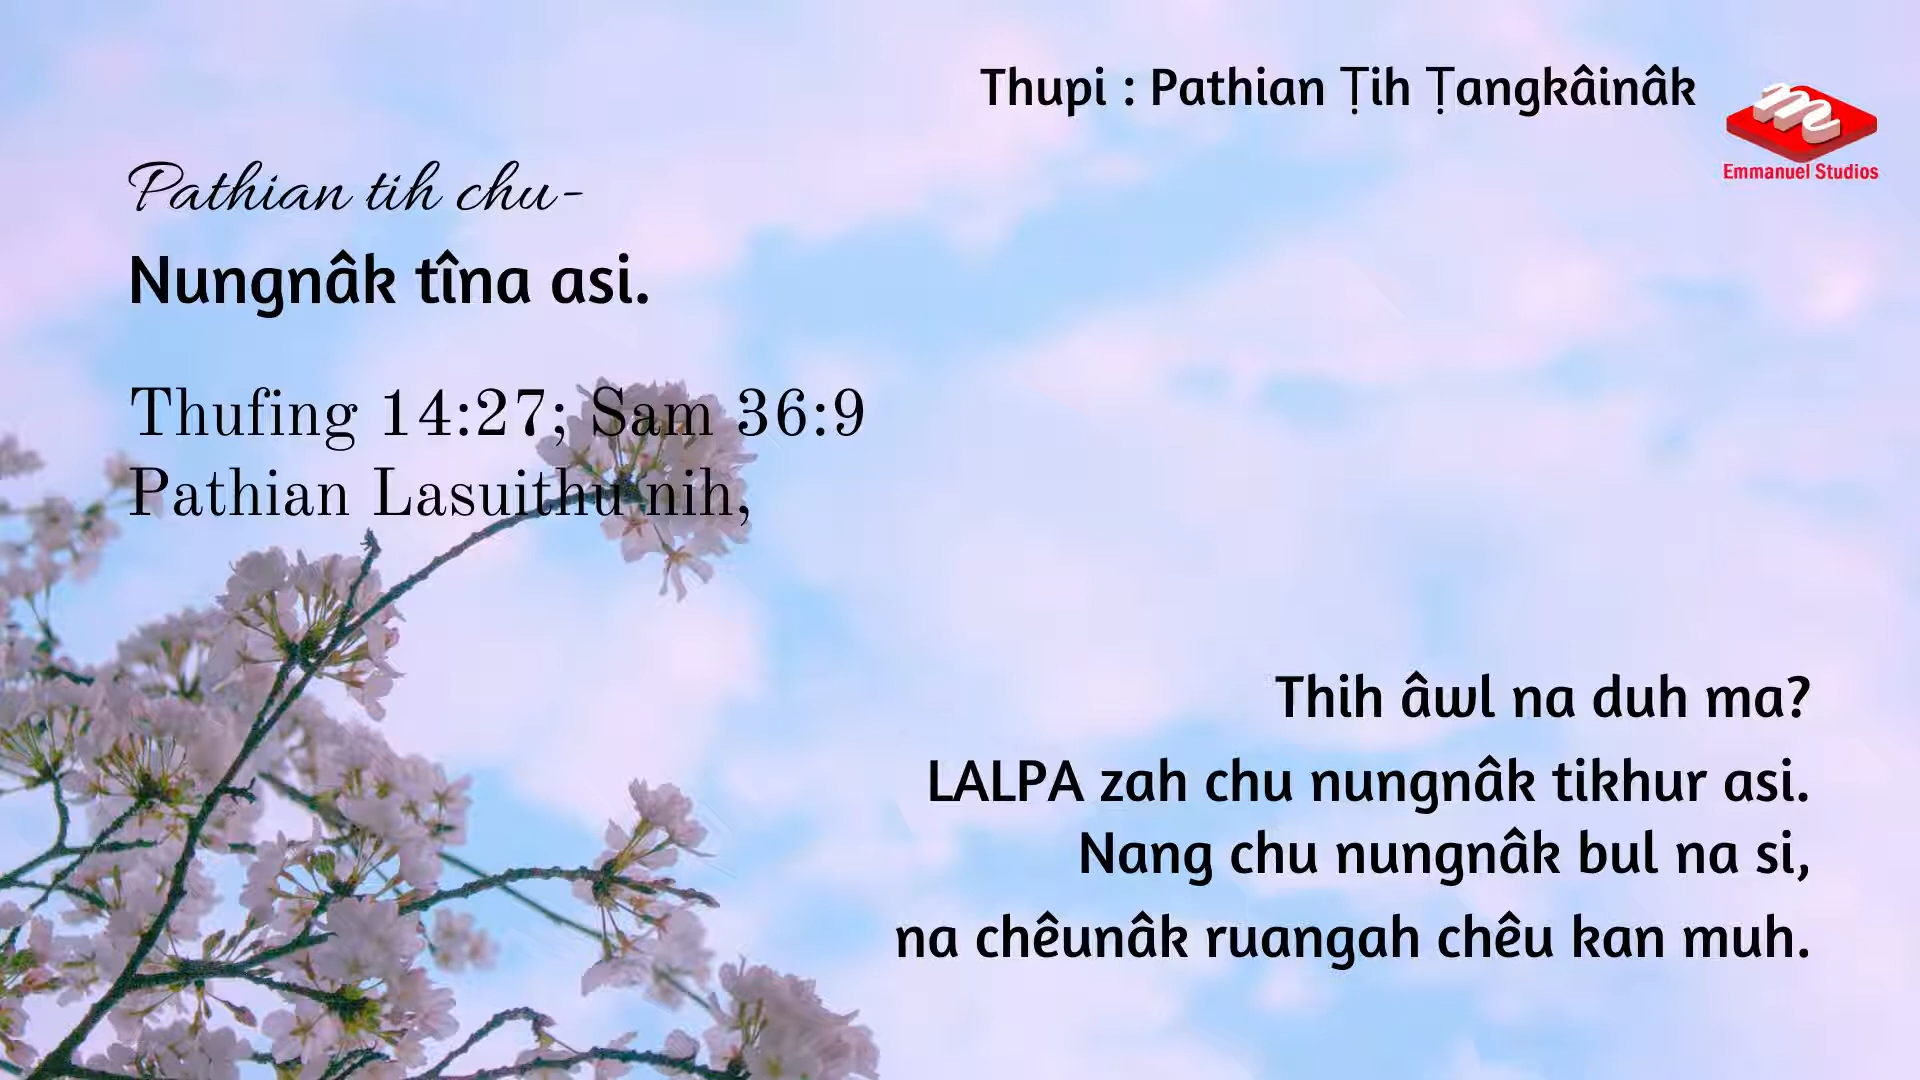 Thupi : Pathian Ṭih Ṭangkâinâk
Emmanuel Studios
Pathian tih chu-
Nungnâk tîna asi.
Thufing 14:27; Sam 36:9
Pathian Lasuithu nih,
Thih âwl na duh ma?
LALPA zah chu nungnâk tikhur asi.
Nang chu nungnâk bul na si,
na chêunâk ruangah chêu kan muh.